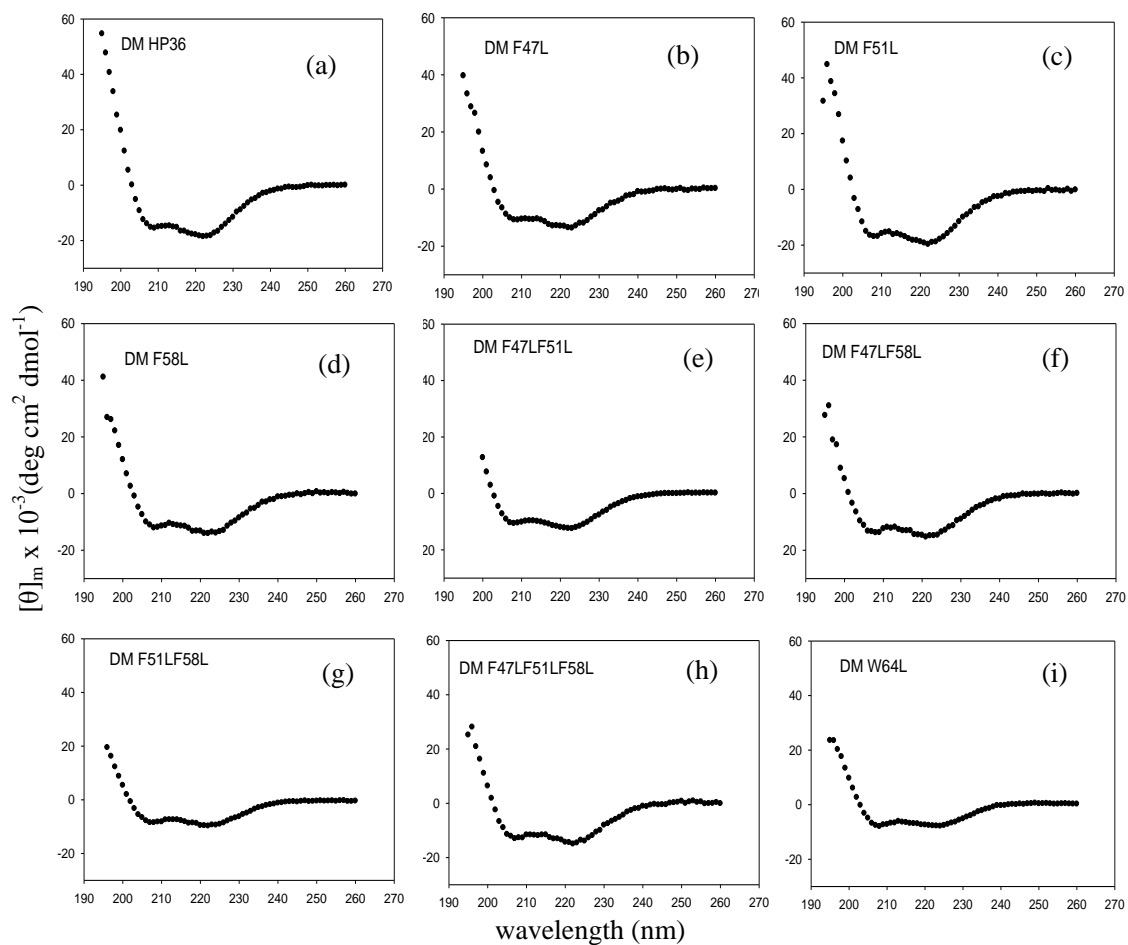 60
40
20
0
-20
DM HP36
(a)
190 200 210 220 230 240 250 260 270
60
40
20
0
-20
DM F47L
(b)
190 200 210 220 230 240 250 260 270
60
40
20
0
-20
DM F51L
(c)
190 200 210 220 230 240 250 260 270
[θ]m x 10-3(deg cm2 dmol-1)
60
40
20
0
-20
DM F58L
(d)
190 200 210 220 230 240 250 260 270
60
40
20
0
20
DM F47LF51L
(e)
190 200 210 220 230 240 250 260 270
60
40
20
0
20
DM F47LF58L
(f)
190 200 210 220 230 240 250 260 270
60
40
20
0
-20
DM F51LF58L
(g)
190 200 210 220 230 240 250 260 270
60
40
20
0
-20
DM F47LF51LF58L
(h)
190 200 210 220 230 240 250 260 270
60
40
20
0
-20
DM W64L
(i)
190 200 210 220 230 240 250 260 270
wavelength (nm)